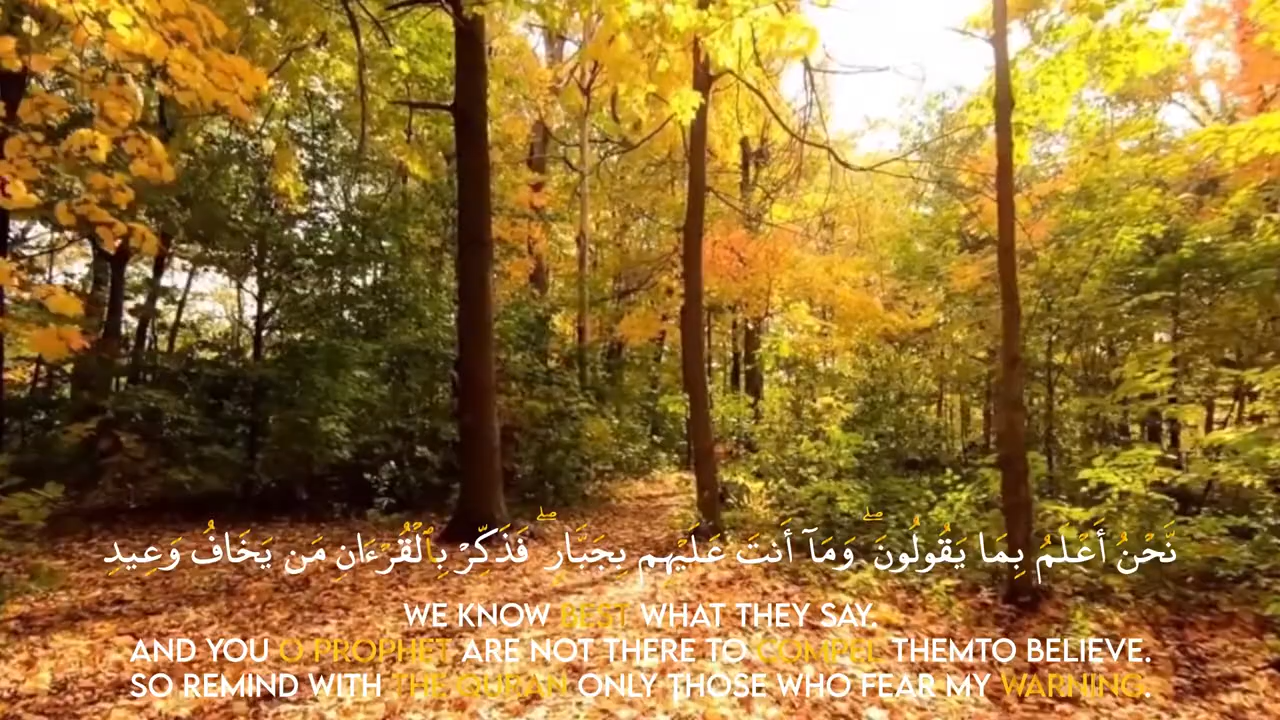 نَّحْنُ أَعْلَمُ بِمَا يَقُولُونَ ۖ وَمَآ أَنتَ عَلَيْهِم بِجَبَّارٍ ۖ فَذَكِّرْ بِٱلْقُرْءَانِ مَن يَخَافُ وَعِيدِ
WE KNOW BEST WHAT THEY SAY.
AND YOU O PROPHET ARE NOT THERE TO COMPEL THEMTO BELIEVE.
SO REMIND WITH THE QURAN ONLY THOSE WHO FEAR MY WARNING.